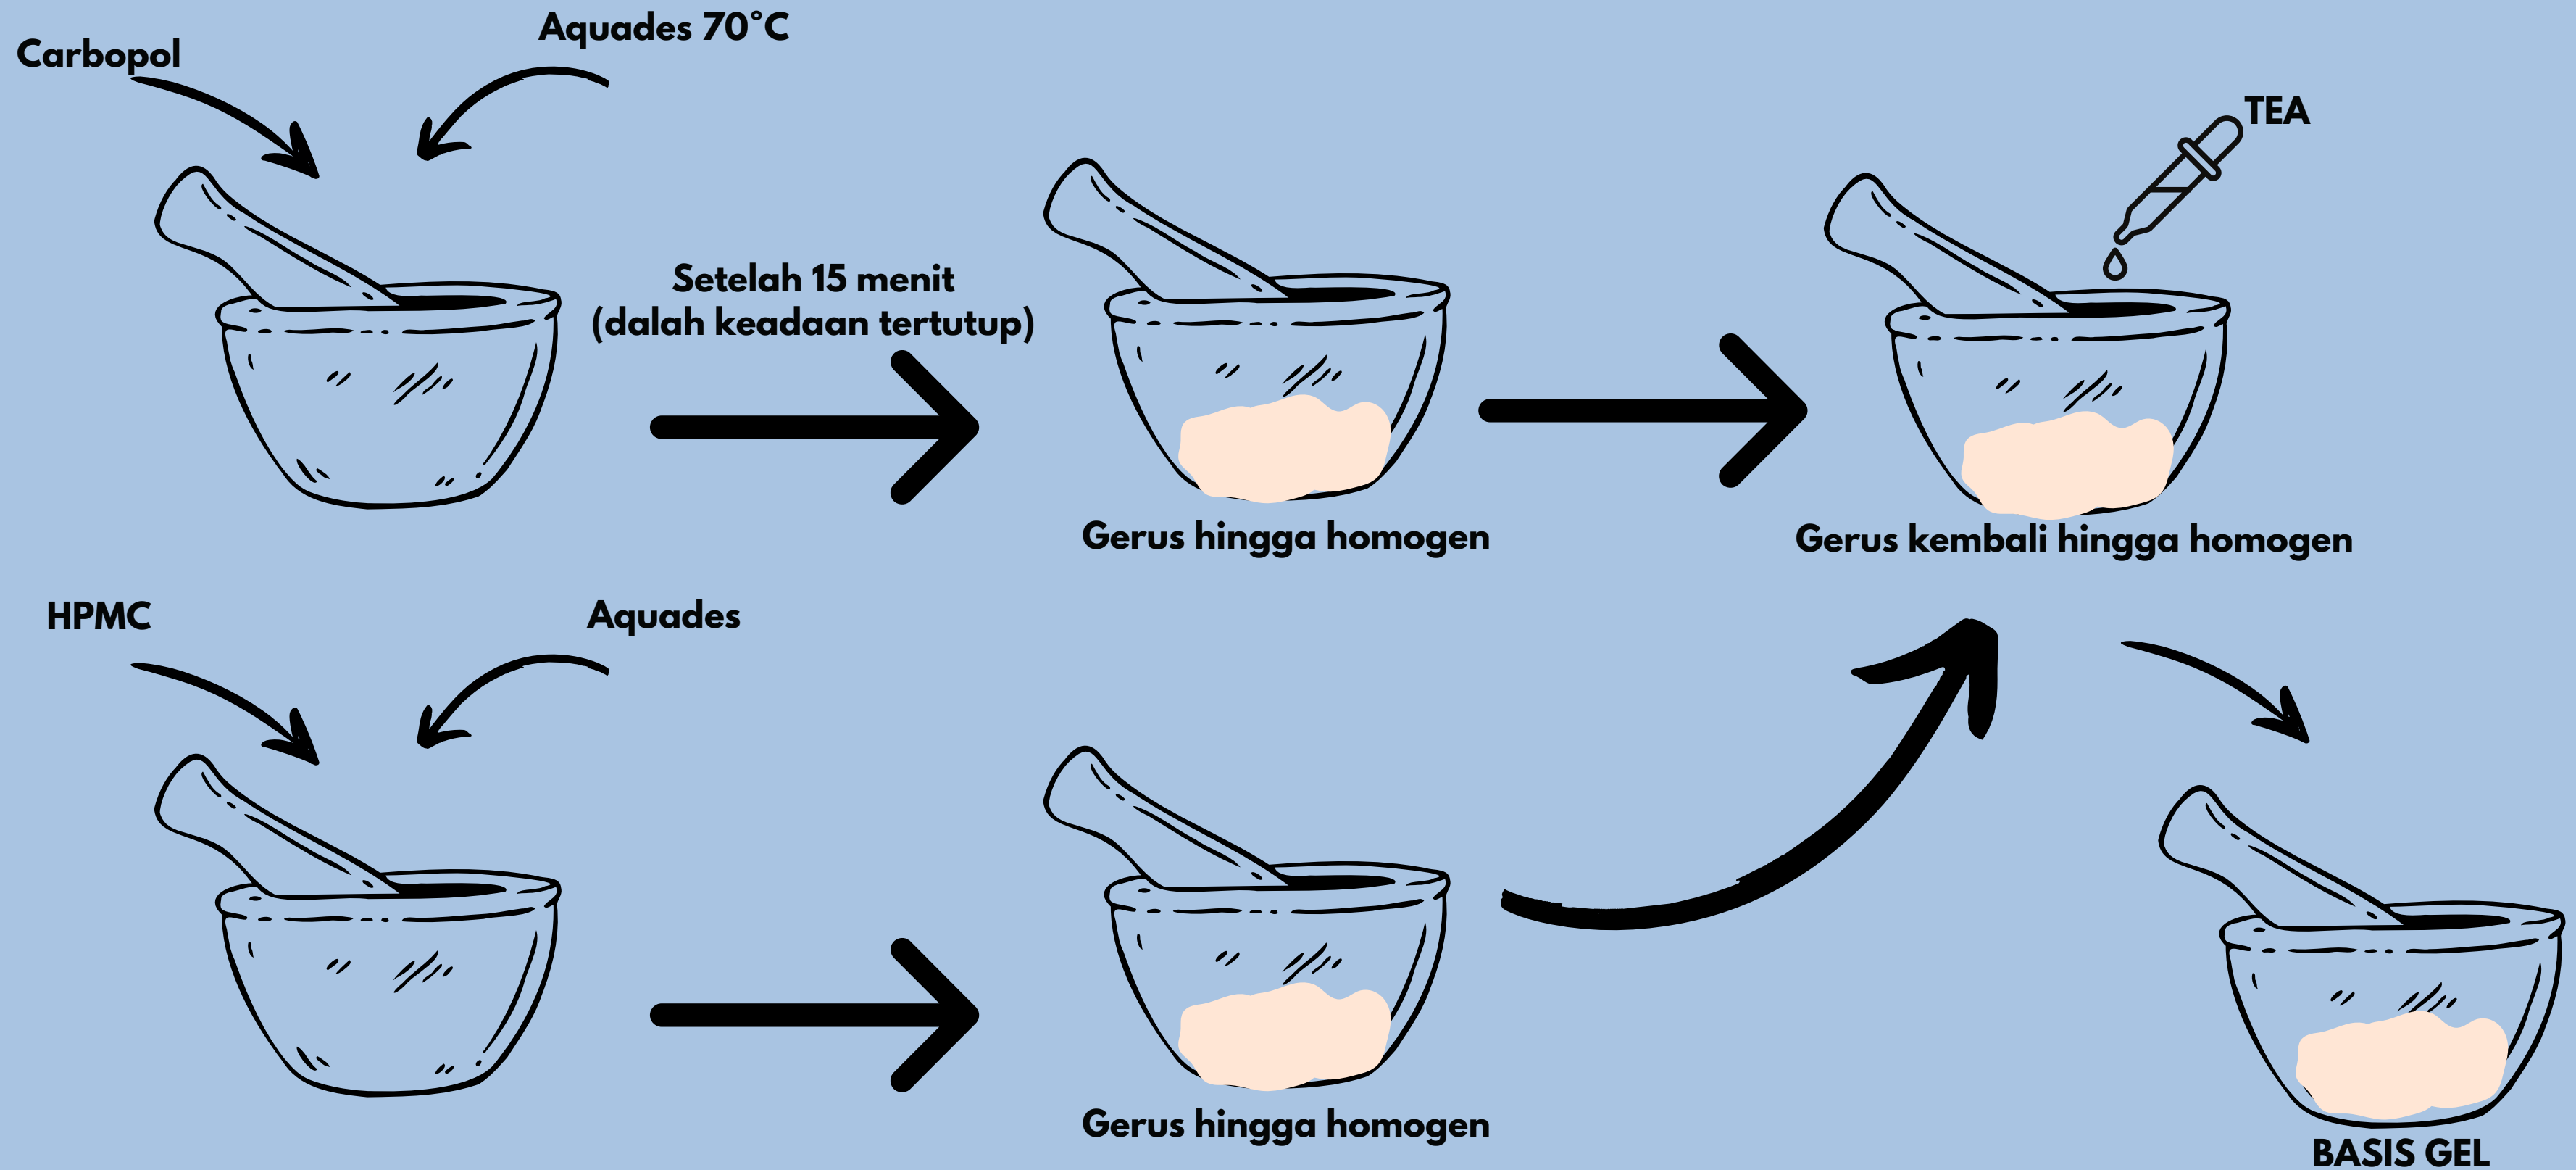 Carbopol
Aquades 70°C
TEA
Setelah 15 menit
(dalah keadaan tertutup)
Gerus hingga homogen
Gerus kembali hingga homogen
HPMC
Aquades
Gerus hingga homogen
BASIS GEL